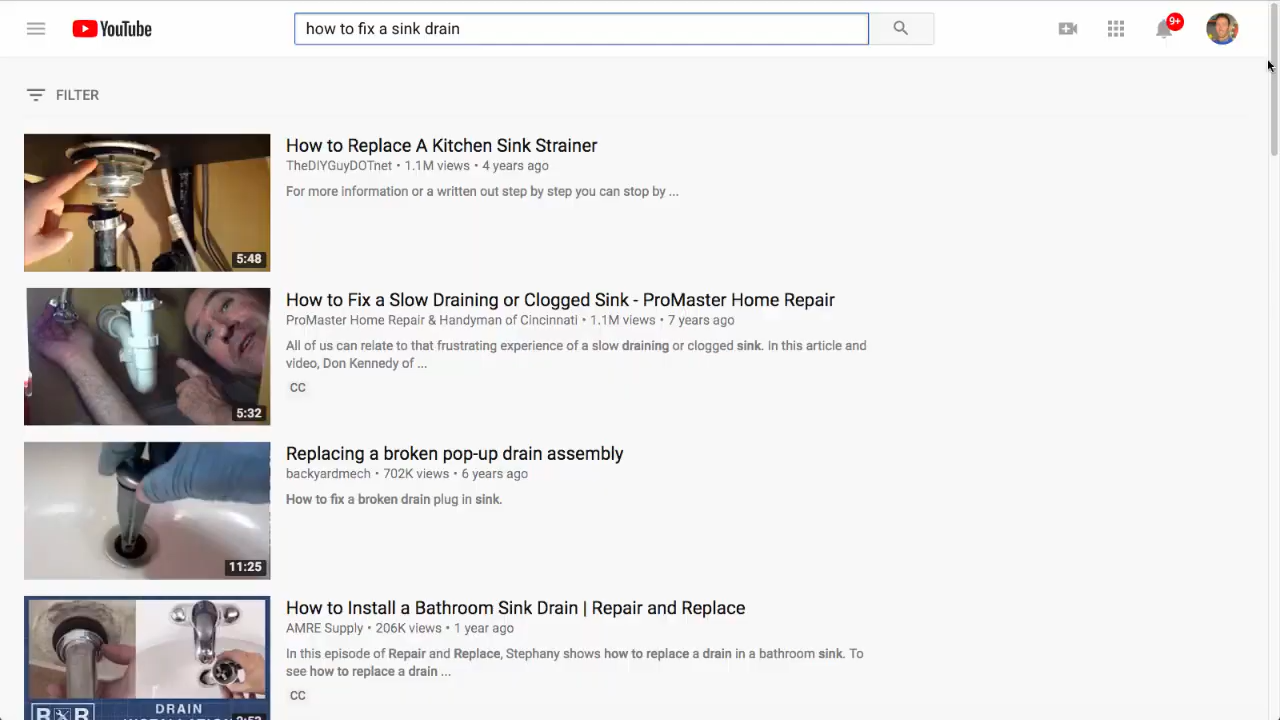 YouTube
how to fix a sink drain
9+
FILTER
5:48
How to Replace A Kitchen Sink Strainer
TheDIYGuyDOTnet • 1.1M views • 4 years ago
For more information or a written out step by step you can stop by ...
5:32
How to Fix a Slow Draining or Clogged Sink - ProMaster Home Repair
ProMaster Home Repair & Handyman of Cincinnati • 1.1M views • 7 years ago
All of us can relate to that frustrating experience of a slow draining or clogged sink. In this article and
video, Don Kennedy of ...
CC
11:25
Replacing a broken pop-up drain assembly
backyardmech • 702K views • 6 years ago
How to fix a broken drain plug in sink.
DRAIN
How to Install a Bathroom Sink Drain | Repair and Replace
AMRE Supply • 206K views • 1 year ago
In this episode of Repair and Replace, Stephany shows how to replace a drain in a bathroom sink. To
see how to replace a drain ...
CC